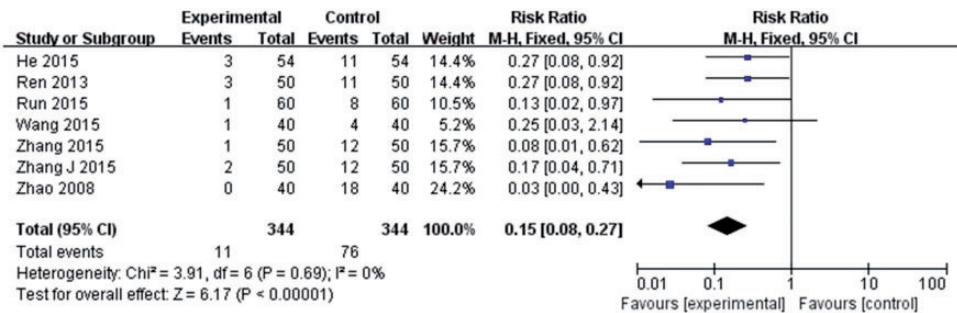 Experimental Control Risk Ratio Risk Ratio
Study or Subgroup Events Total Events Total Weight M-H, Fixed, 95% CI M-H, Fixed, 95% CI
He 2015 3 54 11 54 14.4% 0.27 [0.08, 0.92]
Ren 2013 3 50 11 50 14.4% 0.27 [0.08, 0.92]
Run 2015 1 60 8 60 10.5% 0.13 [0.02, 0.97]
Wang 2015 1 40 4 40 5.2% 0.25 [0.03, 2.14]
Zhang 2015 1 50 12 50 15.7% 0.08 [0.01, 0.62]
Zhang J 2015 2 50 12 50 15.7% 0.17 [0.04, 0.71]
Zhao 2008 0 40 18 40 24.2% 0.03 [0.00, 0.43]
Total (95% CI) 344 344 100.0% 0.15 [0.08, 0.27]
Total events 11 76
Heterogeneity: Chi² = 3.91, df = 6 (P = 0.69); I² = 0%
Test for overall effect: Z = 6.17 (P < 0.00001)
0.01 0.1 1 10 100
Favours [experimental] Favours [control]